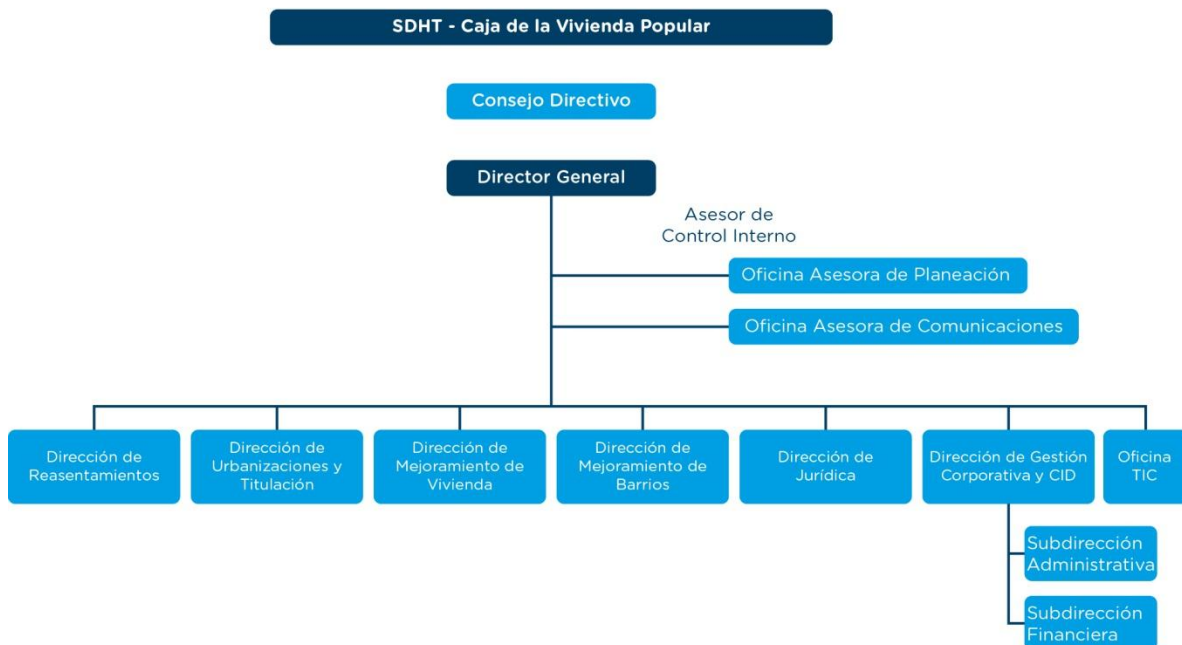 SDHT - Caja de la Vivienda Popular
Consejo Directivo
Director General
Asesor de
Control Interno
Oficina Asesora de Planeación
Oficina Asesora de Comunicaciones
Dirección de
Reasentamientos
Dirección de
Urbanizaciones y
Titulación
Dirección de
Mejoramiento de
Vivienda
Dirección de
Mejoramiento de
Barrios
Dirección de
Jurídica
Dirección de Gestión
Corporativa y CID
Oficina
TIC
Subdirección
Administrativa
Subdirección
Financiera